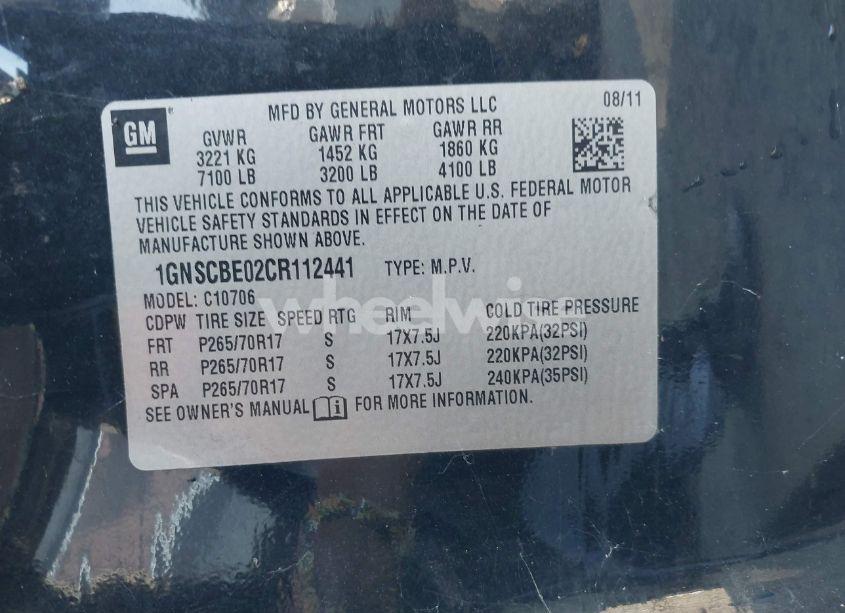 GM
MFD BY GENERAL MOTORS LLC 08/11
GVWR GAWR FRT GAWR RR
3221 KG 1452 KG 1860 KG
7100 LB 3200 LB 4100 LB
THIS VEHICLE CONFORMS TO ALL APPLICABLE U.S. FEDERAL MOTOR
VEHICLE SAFETY STANDARDS IN EFFECT ON THE DATE OF
MANUFACTURE SHOWN ABOVE.
1GNSCBE02CR112441 TYPE: M.P.V.
MODEL: C10706
wheelwise
CDPW TIRE SIZE SPEED RTG RIM COLD TIRE PRESSURE
FRT P265/70R17 S 17X7.5J 220KPA(32PSI)
RR P265/70R17 S 17X7.5J 220KPA(32PSI)
SPA P265/70R17 S 17X7.5J 240KPA(35PSI)
SEE OWNER'S MANUAL FOR MORE INFORMATION.